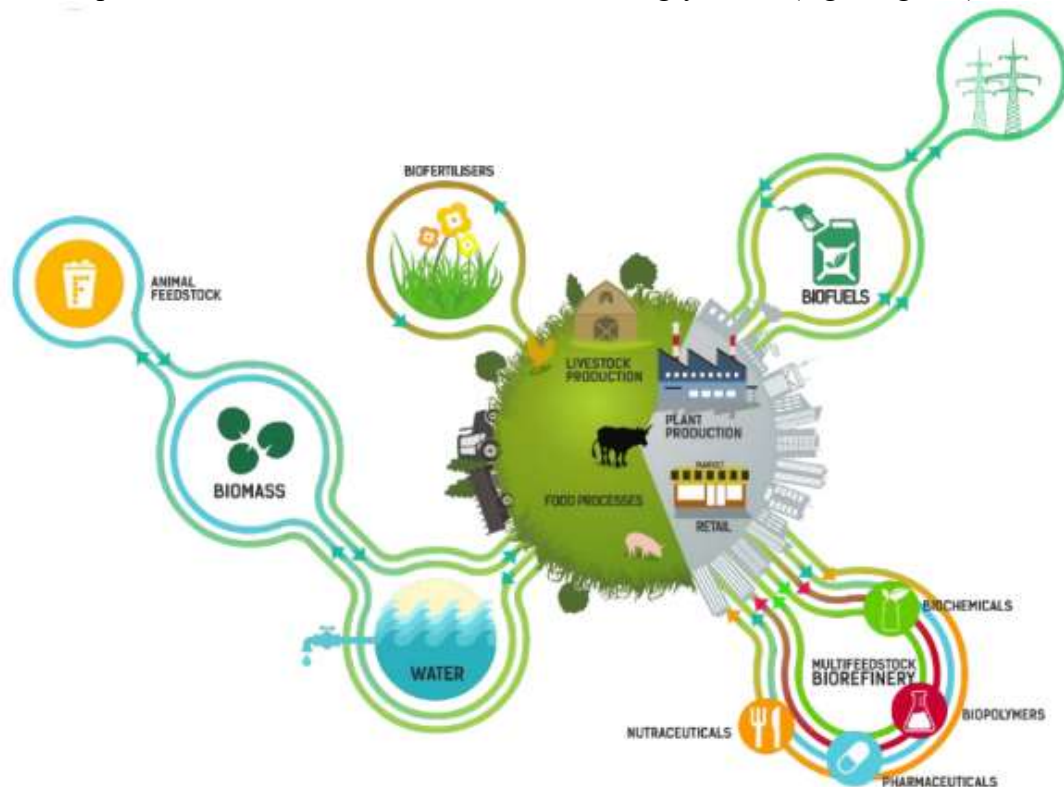 BIOFERTILISERS
ANIMAL
FEEDSTOCK
BIOFUELS
LIVESTOCK
PRODUCTION
PLANT
PRODUCTION
BIOMASS
MARKET
FOOD PROCESSES
RETAIL
BIOCHEMICALS
WATER
MULTIFEEDSTOCK
BIOREFINERY
BIOPOLYMERS
NUTRACEUTICALS
PHARMACEUTICALS